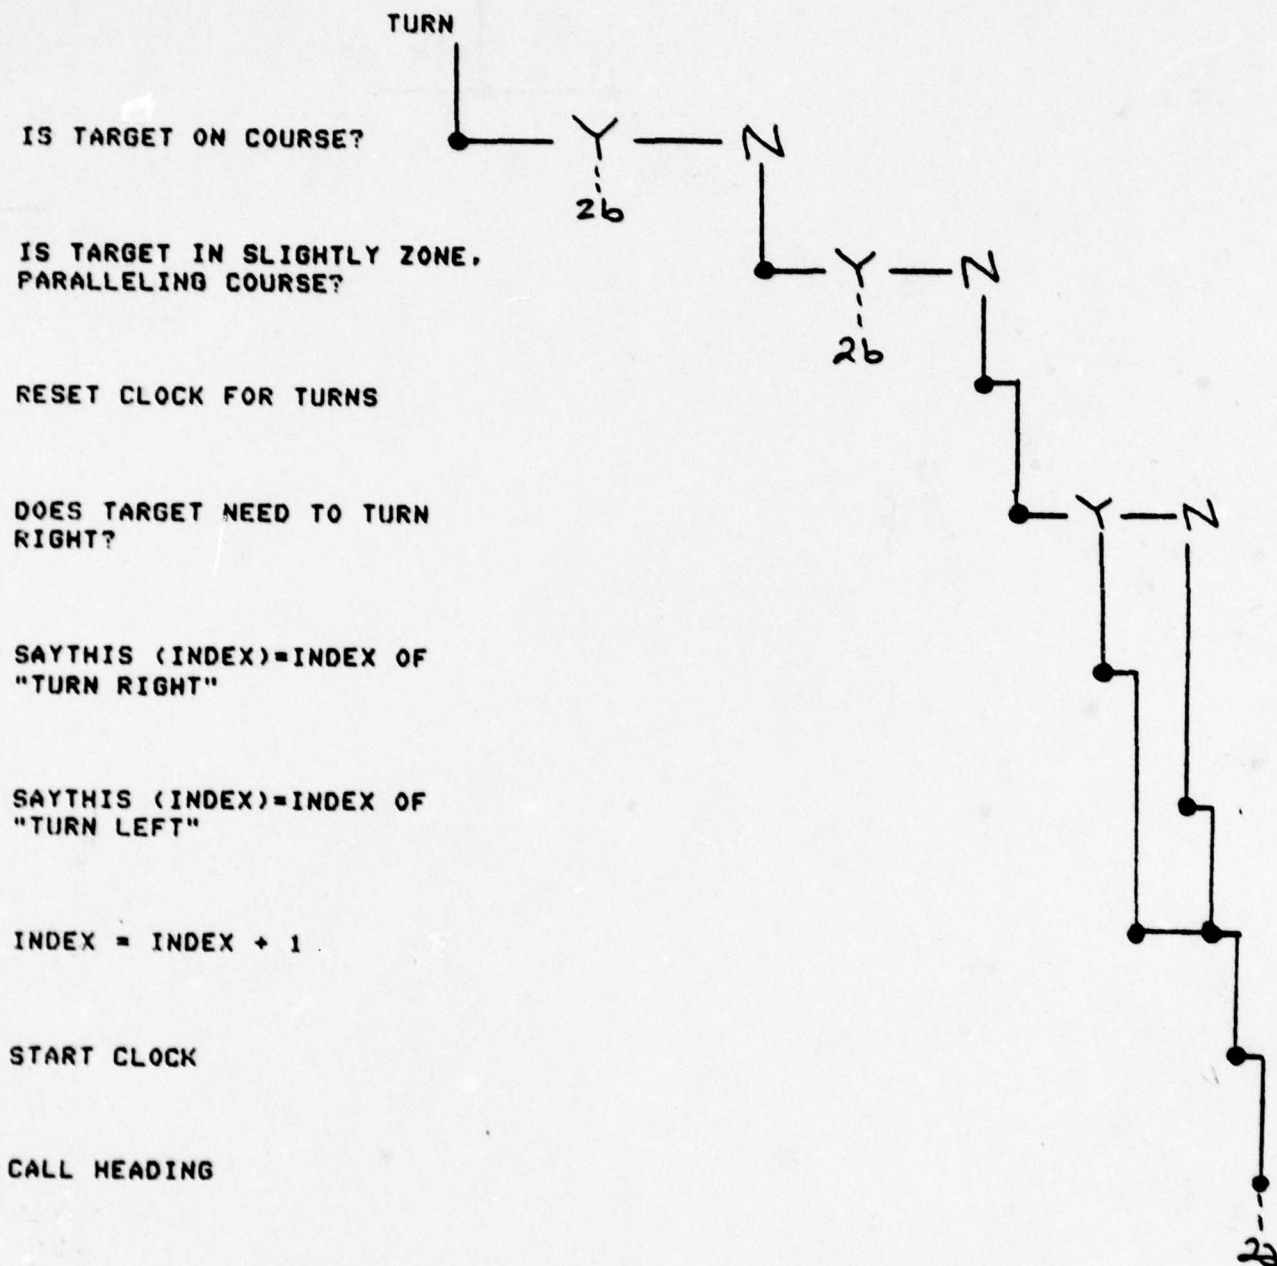 TURN
IS TARGET ON COURSE?
Y N
2b
IS TARGET IN SLIGHTLY ZONE,
PARALLELING COURSE?
Y N
2b
RESET CLOCK FOR TURNS
DOES TARGET NEED TO TURN
RIGHT?
Y N
SAYTHIS (INDEX)=INDEX OF
"TURN RIGHT"
SAYTHIS (INDEX)=INDEX OF
"TURN LEFT"
INDEX = INDEX + 1
START CLOCK
CALL HEADING